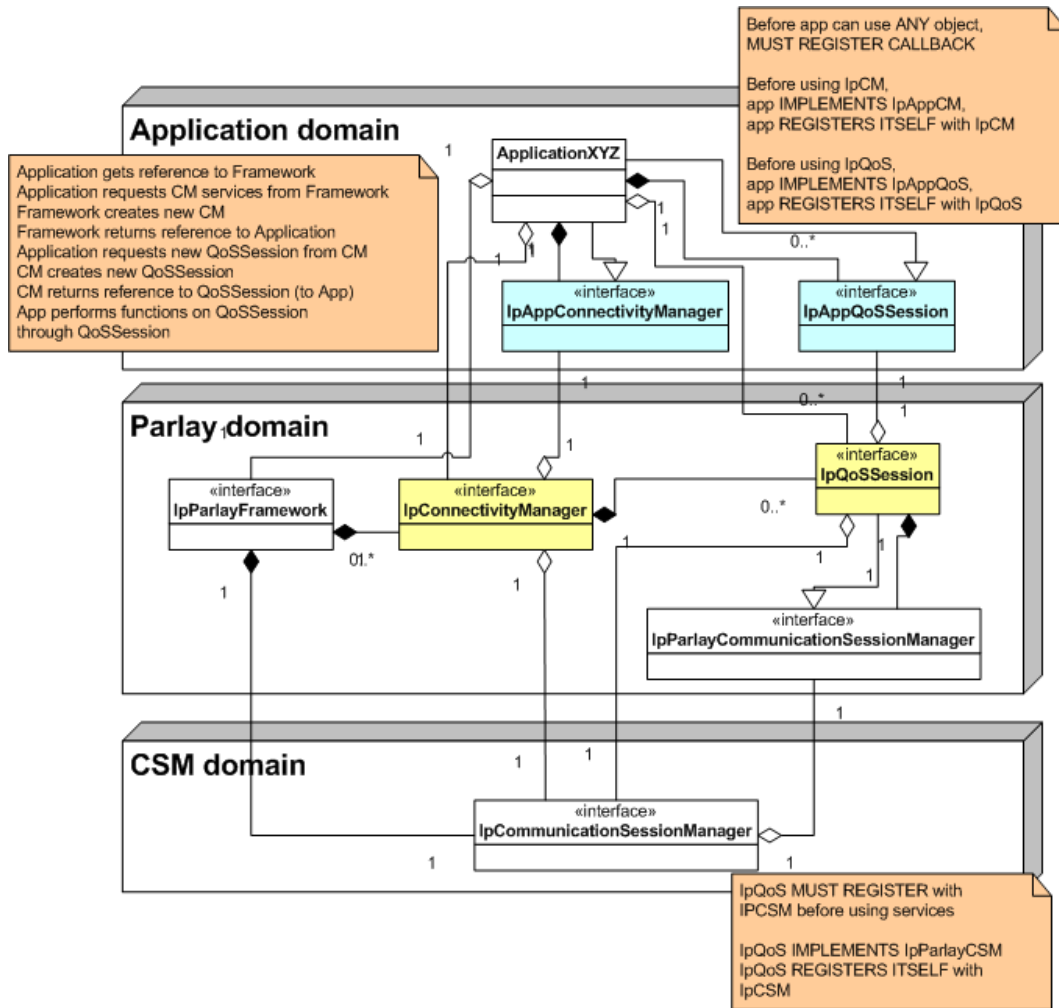 Before app can use ANY object,
MUST REGISTER CALLBACK
Before using IpCM,
app IMPLEMENTS IpAppCM,
app REGISTERS ITSELF with IpCM
Before using IpQoS,
app IMPLEMENTS IpAppQoS,
app REGISTERS ITSELF with IpQoS
Application domain
Application gets reference to Framework
Application requests CM services from Framework
Framework creates new CM
Framework returns reference to Application
Application requests new QoSSession from CM
CM creates new QoSSession
CM returns reference to QoSSession (to App)
App performs functions on QoSSession
through QoSSession
1
ApplicationXYZ
1
1
1
1
1
0..*
«interface»
IpAppConnectivityManager
«interface»
IpAppQoSSession
1
1
0..*
1
Parlay domain
1
1
1
«interface»
IpParlayFramework
«interface»
IpConnectivityManager
«interface»
IpQoSSession
0..*
01..*
1
1
1
1
1
1
«interface»
IpParlayCommunicationSessionManager
1
CSM domain
1
1
«interface»
IpCommunicationSessionManager
1
1
IpQoS MUST REGISTER with
IPCSM before using services
IpQoS IMPLEMENTS IpParlayCSM
IpQoS REGISTERS ITSELF with
IpCSM